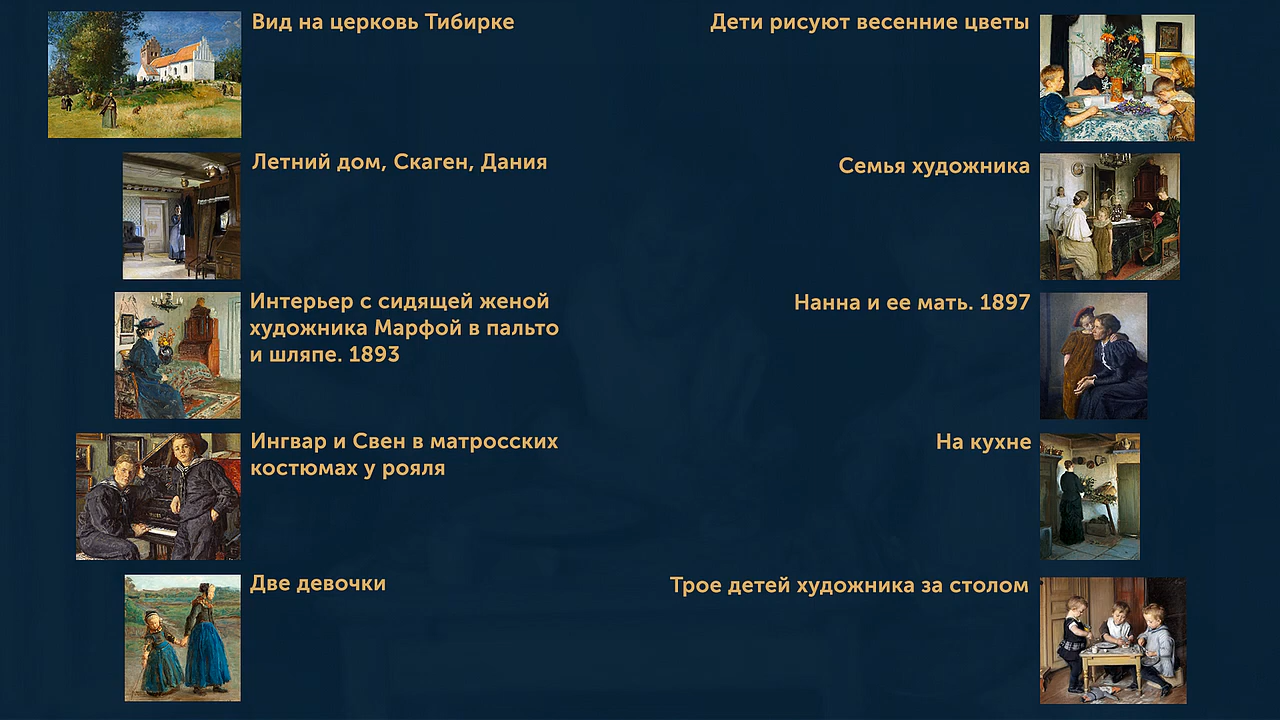 Вид на церковь Тибирке
Летний дом, Скаген, Дания
Интерьер с сидящей женой
художника Марфой в пальто
и шляпе. 1893
Ингвар и Свен в матросских
костюмах у рояля
Две девочки
Дети рисуют весенние цветы
Семья художника
Нанна и ее мать. 1897
На кухне
Трое детей художника за столом